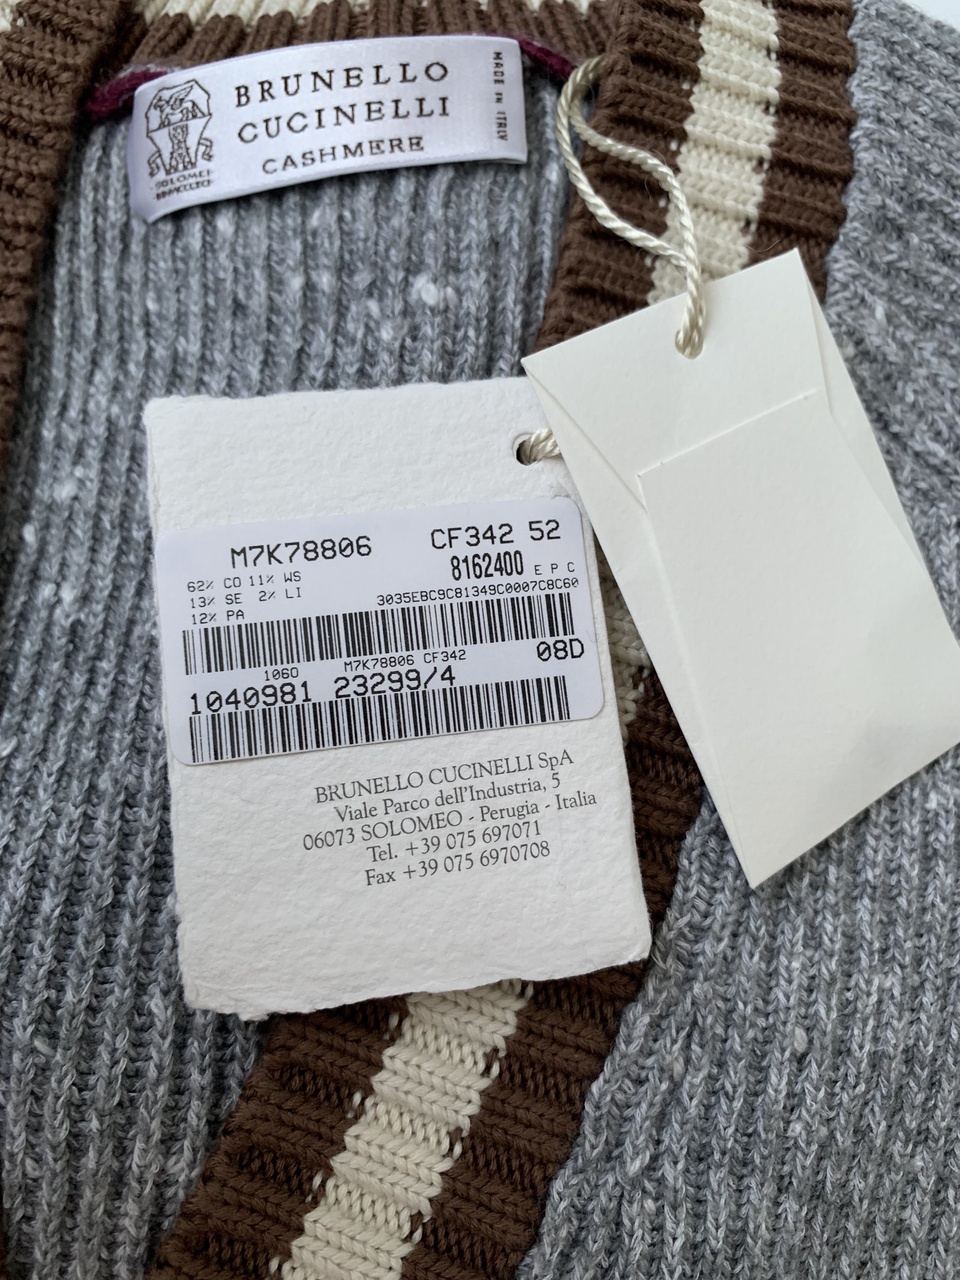 BRUNELLO
CUCINELLI
CASHMERE
MADE IN ITALY
M7K78806 CF342 52
62% CO 11% WS 8162400 E P C
13% SE 2% LI 3035EBC9C81349C0007C8C60
12% PA
1060 M7K78806 CF342 08D
1040981 23299/4
BRUNELLO CUCINELLI SpA
Viale Parco dell'Industria, 5
06073 SOLOMEO - Perugia - Italia
Tel. +39 075 697071
Fax +39 075 6970708